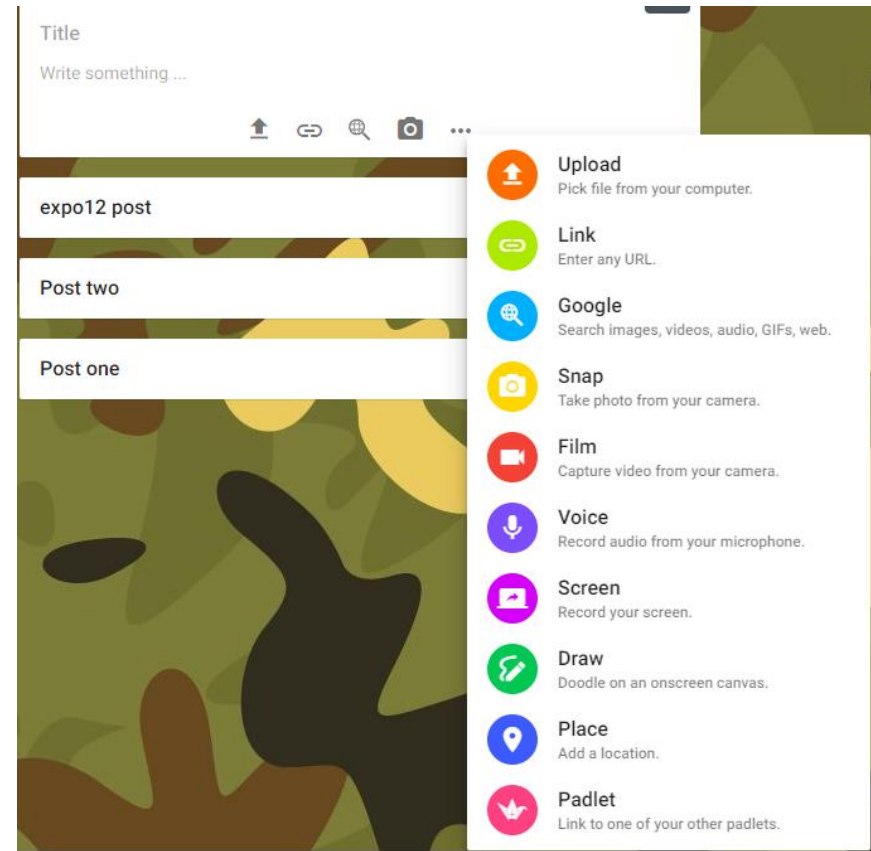 Title
Write something ...
expo12 post
Post two
Post one
Upload
Pick file from your computer.
Link
Enter any URL.
Google
Search images, videos, audio, GIFs, web.
Snap
Take photo from your camera.
Film
Capture video from your camera.
Voice
Record audio from your microphone.
Screen
Record your screen.
Draw
Doodle on an onscreen canvas.
Place
Add a location.
Padlet
Link to one of your other padlets.